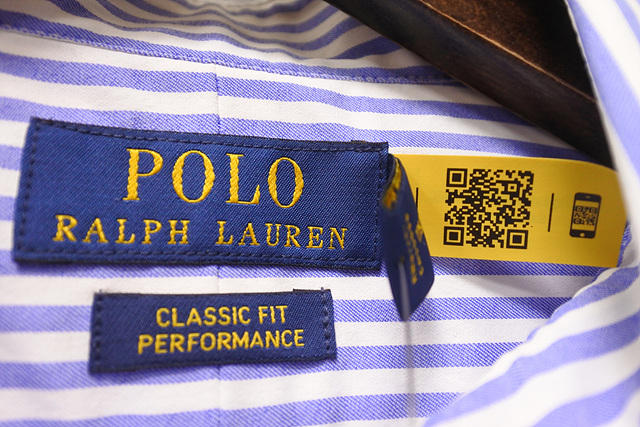 POLO
RALPH LAUREN
CLASSIC FIT
PERFORMANCE